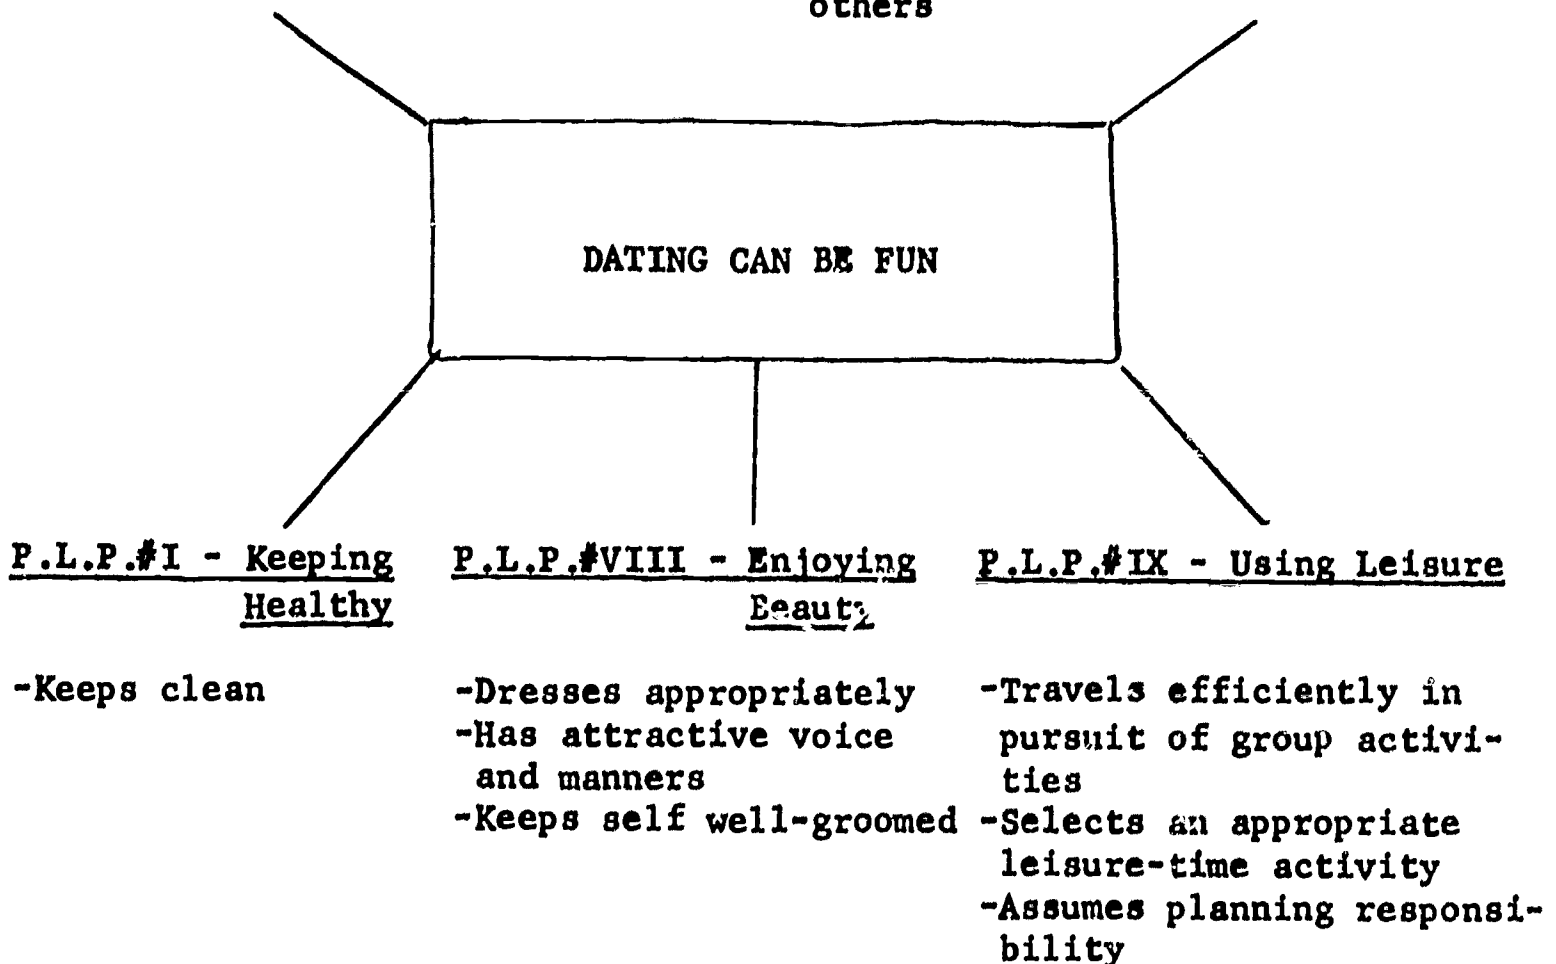 others
DATING CAN BE FUN
P.L.P.#I - Keeping
Healthy
-Keeps clean
P.L.P.#VIII - Enjoying
Beauty
-Dresses appropriately
-Has attractive voice
and manners
-Keeps self well-groomed
P.L.P.#IX - Using Leisure
-Travels efficiently in
pursuit of group activi-
ties
-Selects an appropriate
leisure-time activity
-Assumes planning responsi-
bility